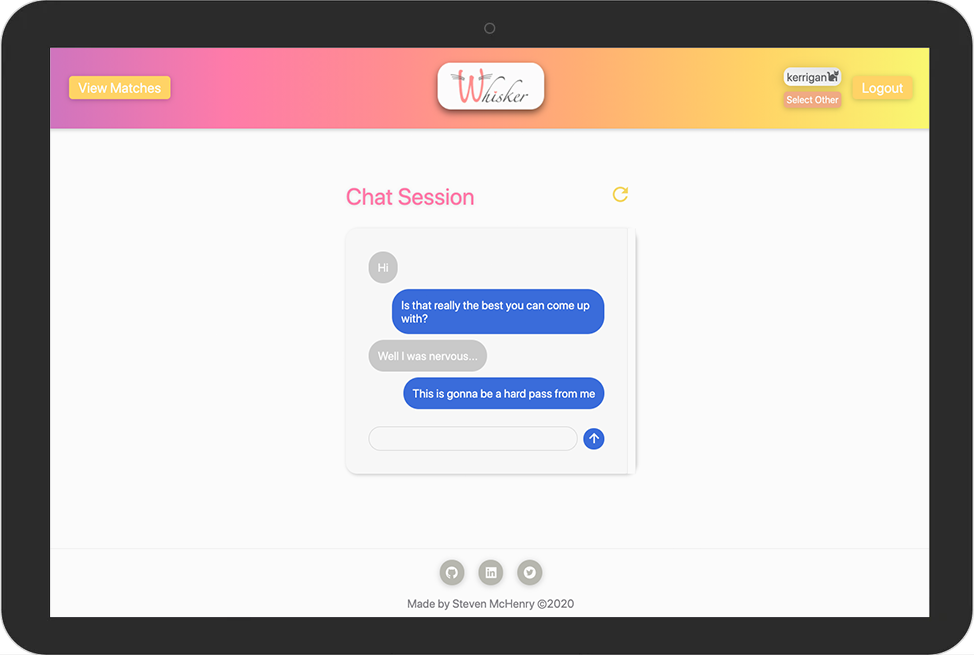 View Matches
Whisker
kerrigan
Select Other
Logout
Chat Session
Hi
Is that really the best you can come up
with?
Well I was nervous...
This is gonna be a hard pass from me
Made by Steven McHenry ©2020